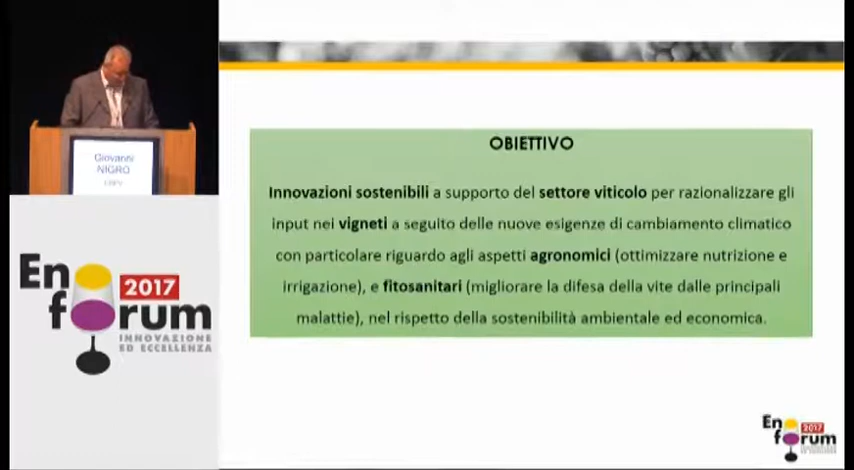 Giovanni
NIGRO
OBIETTIVO
Innovazioni sostenibili a supporto del settore viticolo per razionalizzare gli
input nei vigneti a seguito delle nuove esigenze di cambiamento climatico
con particolare riguardo agli aspetti agronomici (ottimizzare nutrizione e
irrigazione), e fitosanitari (migliorare la difesa della vite dalle principali
malattie), nel rispetto della sostenibilità ambientale ed economica.
En
2017
forum
INNOVAZIONE
ED ECCELLENZA
En
2017
forum